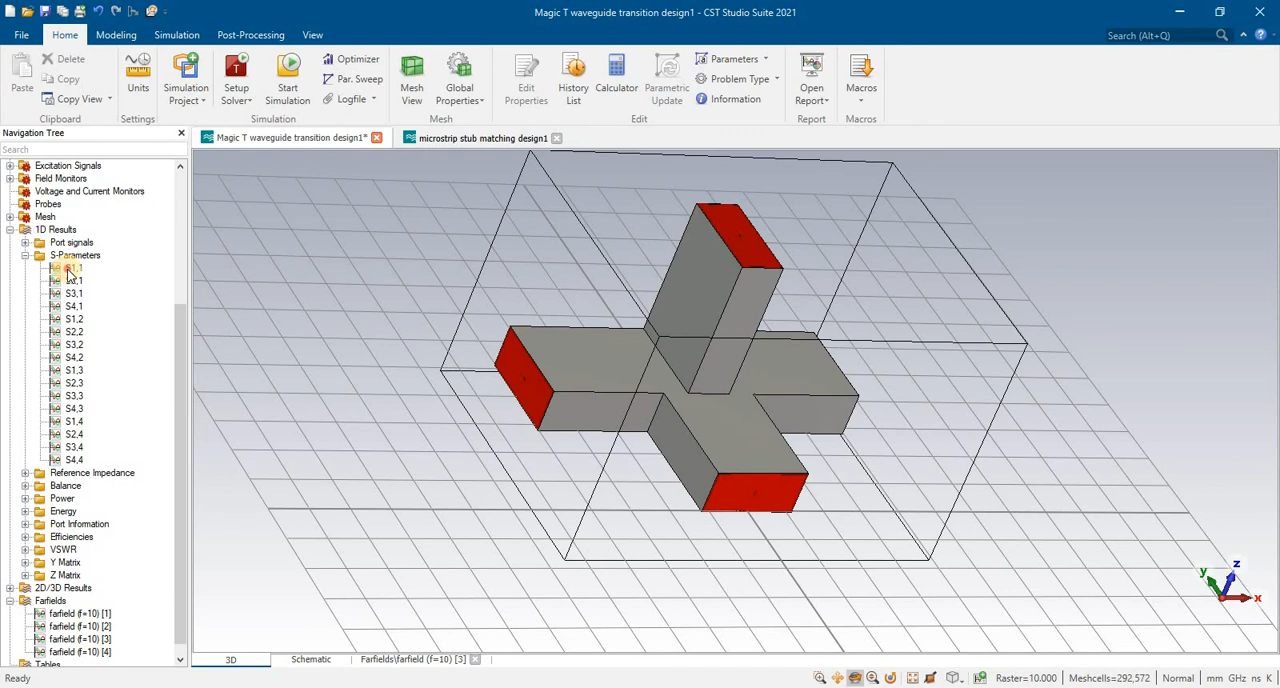 Magic T waveguide transition design1 - CST Studio Suite 2021
File Home Modeling Simulation Post-Processing View Search (Alt+Q)
Paste
Delete
Copy
Copy View
Clipboard
Units
Settings
Simulation Project
Setup Solver
Start Simulation
Optimizer
Par. Sweep
Logfile
Simulation
Mesh View
Global Properties
Mesh
Edit Properties
History List
Calculator
Parametric Update
Parameters
Problem Type
Information
Edit
Open Report
Report
Macros
Macros
Navigation Tree
Magic T waveguide transition design1*
microstrip stub matching design1
Search
Excitation Signals
Field Monitors
Voltage and Current Monitors
Probes
Mesh
1D Results
Port signals
S-Parameters
S3,1
S4,1
S1,2
S2,2
S3,2
S4,2
S1,3
S2,3
S3,3
S4,3
S1,4
S2,4
S3,4
S4,4
Reference Impedance
Balance
Power
Energy
Port Information
Efficiencies
VSWR
Y Matrix
Z Matrix
2D/3D Results
Farfields
farfield (f=10) [1]
farfield (f=10) [2]
farfield (f=10) [3]
farfield (f=10) [4]
Tables
z
y
x
3D Schematic Farfields\farfield (f=10) [3]
Ready Raster=10.000 Meshcells=292,572 Normal mm GHz ns K